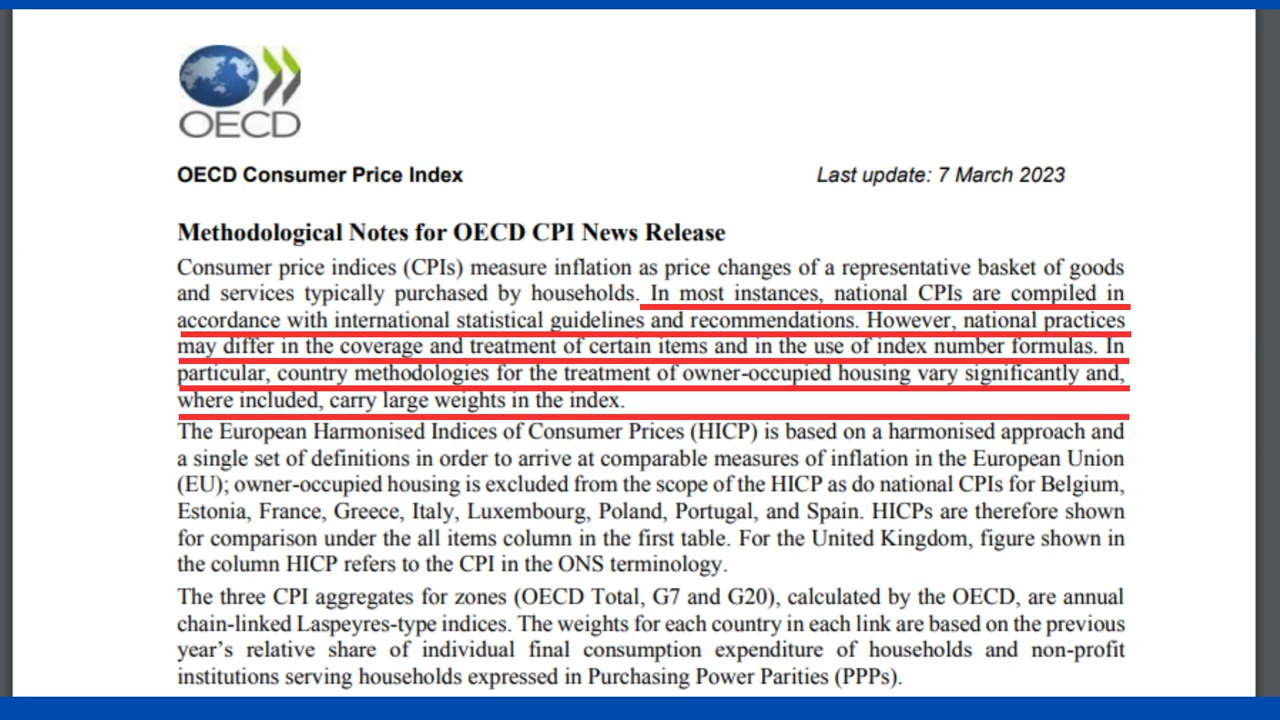 OECD
OECD Consumer Price Index
Last update: 7 March 2023
Methodological Notes for OECD CPI News Release
Consumer price indices (CPIs) measure inflation as price changes of a representative basket of goods
and services typically purchased by households. In most instances, national CPIs are compiled in
accordance with international statistical guidelines and recommendations. However, national practices
may differ in the coverage and treatment of certain items and in the use of index number formulas. In
particular, country methodologies for the treatment of owner-occupied housing vary significantly and,
where included, carry large weights in the index.
The European Harmonised Indices of Consumer Prices (HICP) is based on a harmonised approach and
a single set of definitions in order to arrive at comparable measures of inflation in the European Union
(EU); owner-occupied housing is excluded from the scope of the HICP as do national CPIs for Belgium,
Estonia, France, Greece, Italy, Luxembourg, Poland, Portugal, and Spain. HICPs are therefore shown
for comparison under the all items column in the first table. For the United Kingdom, figure shown in
the column HICP refers to the CPI in the ONS terminology.
The three CPI aggregates for zones (OECD Total, G7 and G20), calculated by the OECD, are annual
chain-linked Laspeyres-type indices. The weights for each country in each link are based on the previous
year's relative share of individual final consumption expenditure of households and non-profit
institutions serving households expressed in Purchasing Power Parities (PPPs).